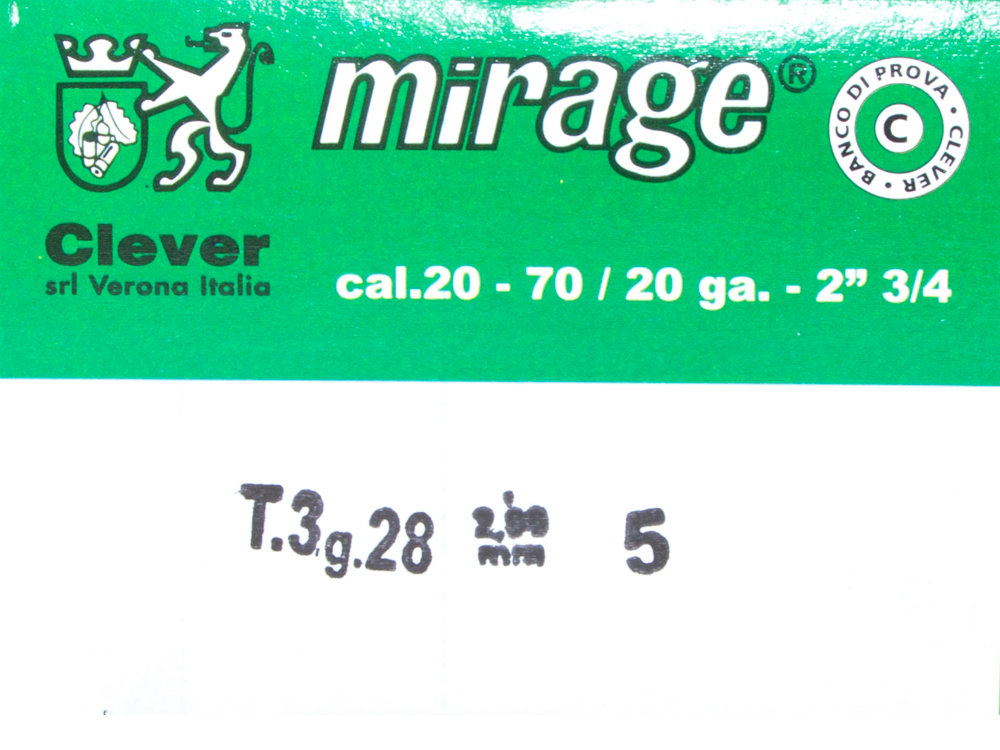 mirage®
BANCO DI PROVA • CLEVER •
C
Clever
srl Verona Italia
cal.20 - 70 / 20 ga. - 2” 3/4
T.3 g.28 mm 5